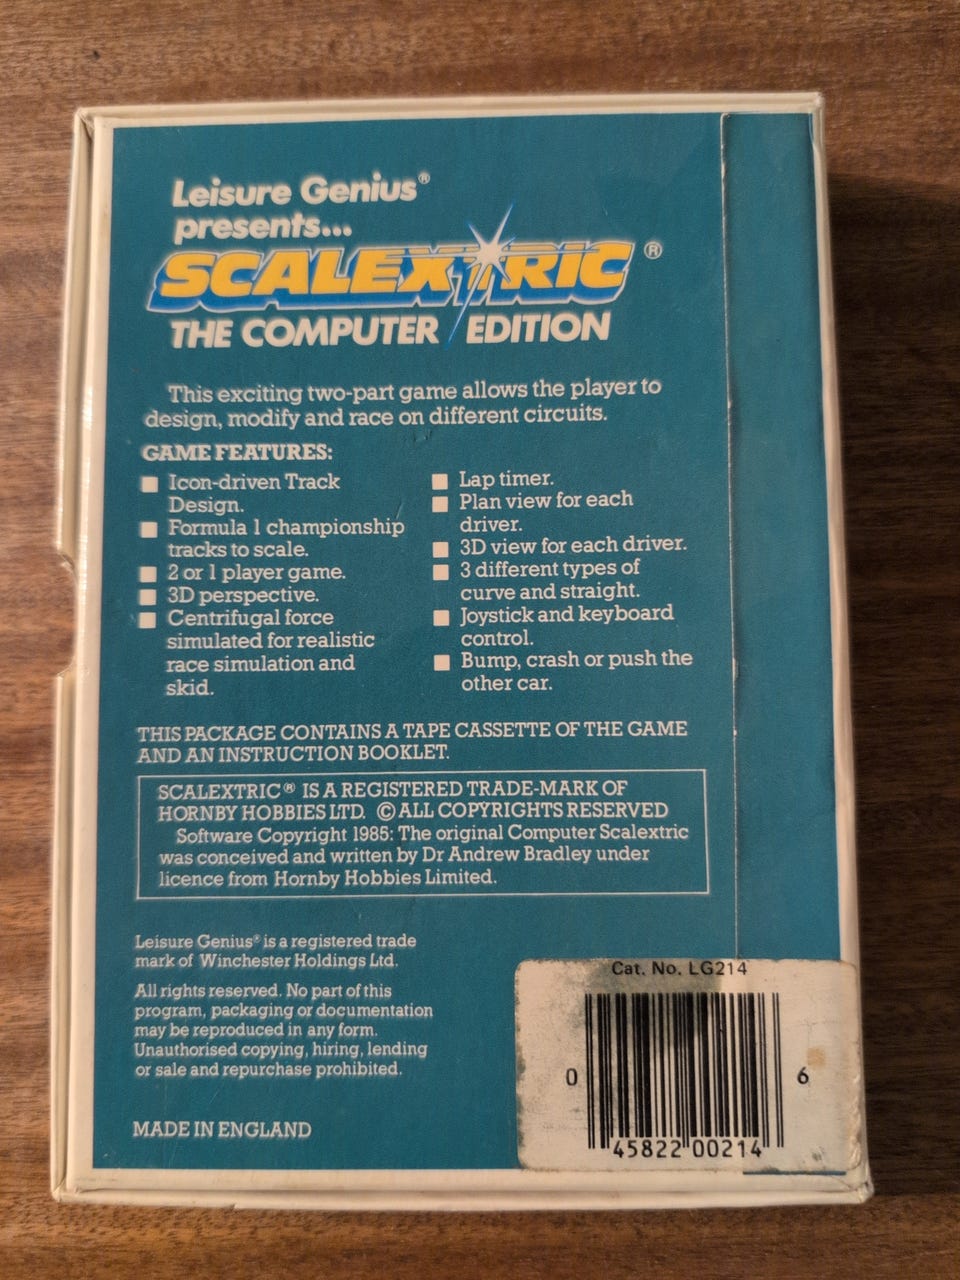 Leisure Genius®
presents...
SCALEXTRIC ®
THE COMPUTER EDITION
This exciting two-part game allows the player to
design, modify and race on different circuits.
GAME FEATURES:
Icon-driven Track
Design.
Formula 1 championship
tracks to scale.
2 or 1 player game.
3D perspective.
Centrifugal force
simulated for realistic
race simulation and
skid.
Lap timer.
Plan view for each
driver.
3D view for each driver.
3 different types of
curve and straight.
Joystick and keyboard
control.
Bump, crash or push the
other car.
THIS PACKAGE CONTAINS A TAPE CASSETTE OF THE GAME
AND AN INSTRUCTION BOOKLET.
SCALEXTRIC® IS A REGISTERED TRADE-MARK OF
HORNBY HOBBIES LTD. © ALL COPYRIGHTS RESERVED
Software Copyright 1985: The original Computer Scalextric
was conceived and written by Dr Andrew Bradley under
licence from Hornby Hobbies Limited.
Leisure Genius® is a registered trade
mark of Winchester Holdings Ltd.
All rights reserved. No part of this
program, packaging or documentation
may be reproduced in any form.
Unauthorised copying, hiring, lending
or sale and repurchase prohibited.
MADE IN ENGLAND
Cat. No. LG214
0 45822 00214 6